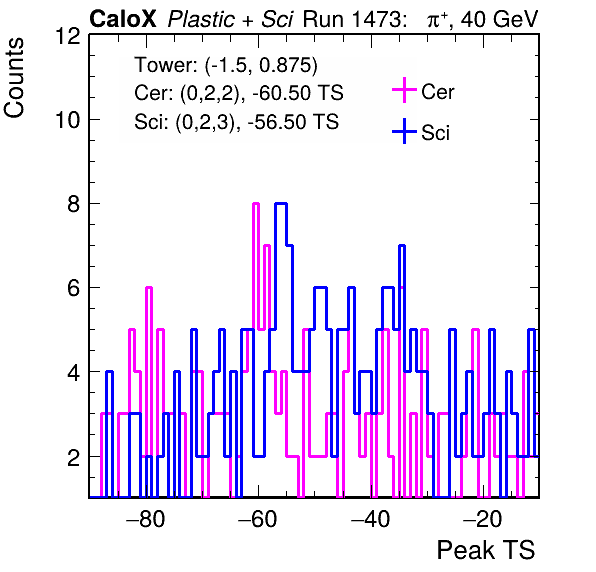 CaloX Plastic + Sci Run 1473: π⁺, 40 GeV
Tower: (-1.5, 0.875)
Cer: (0,2,2), -60.50 TS
Sci: (0,2,3), -56.50 TS
Cer
Sci
Counts
12
10
8
6
4
2
−80 −60 −40 −20
Peak TS